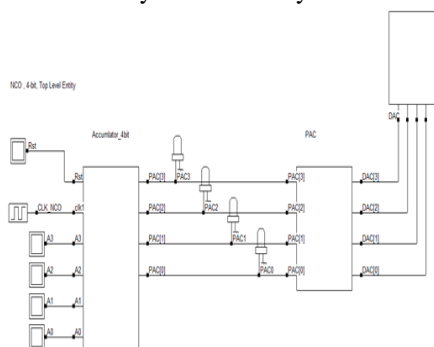 NCO , 4-bit, Top Level Entity
DAC
Rst
Accumlator_4bit
PAC
Rst
PAC[3]
PAC3
PAC[3]
DAC[3]
CLK_NCO
clk1
PAC[2]
PAC2
PAC[2]
DAC[2]
A3
A3
PAC[1]
PAC1
PAC[1]
DAC[1]
A2
A2
PAC[0]
PAC0
PAC[0]
DAC[0]
A1
A1
A0
A0